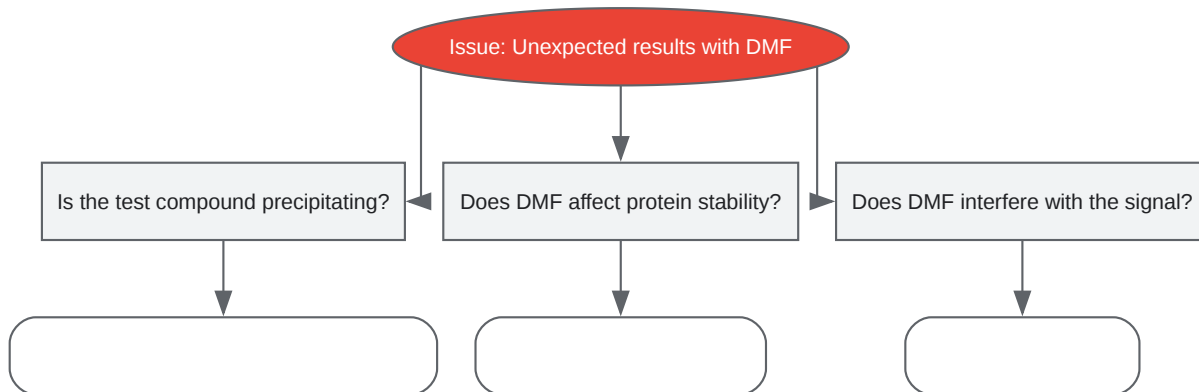 Issue: Unexpected results with DMF
Is the test compound precipitating?
Does DMF affect protein stability?
Does DMF interfere with the signal?